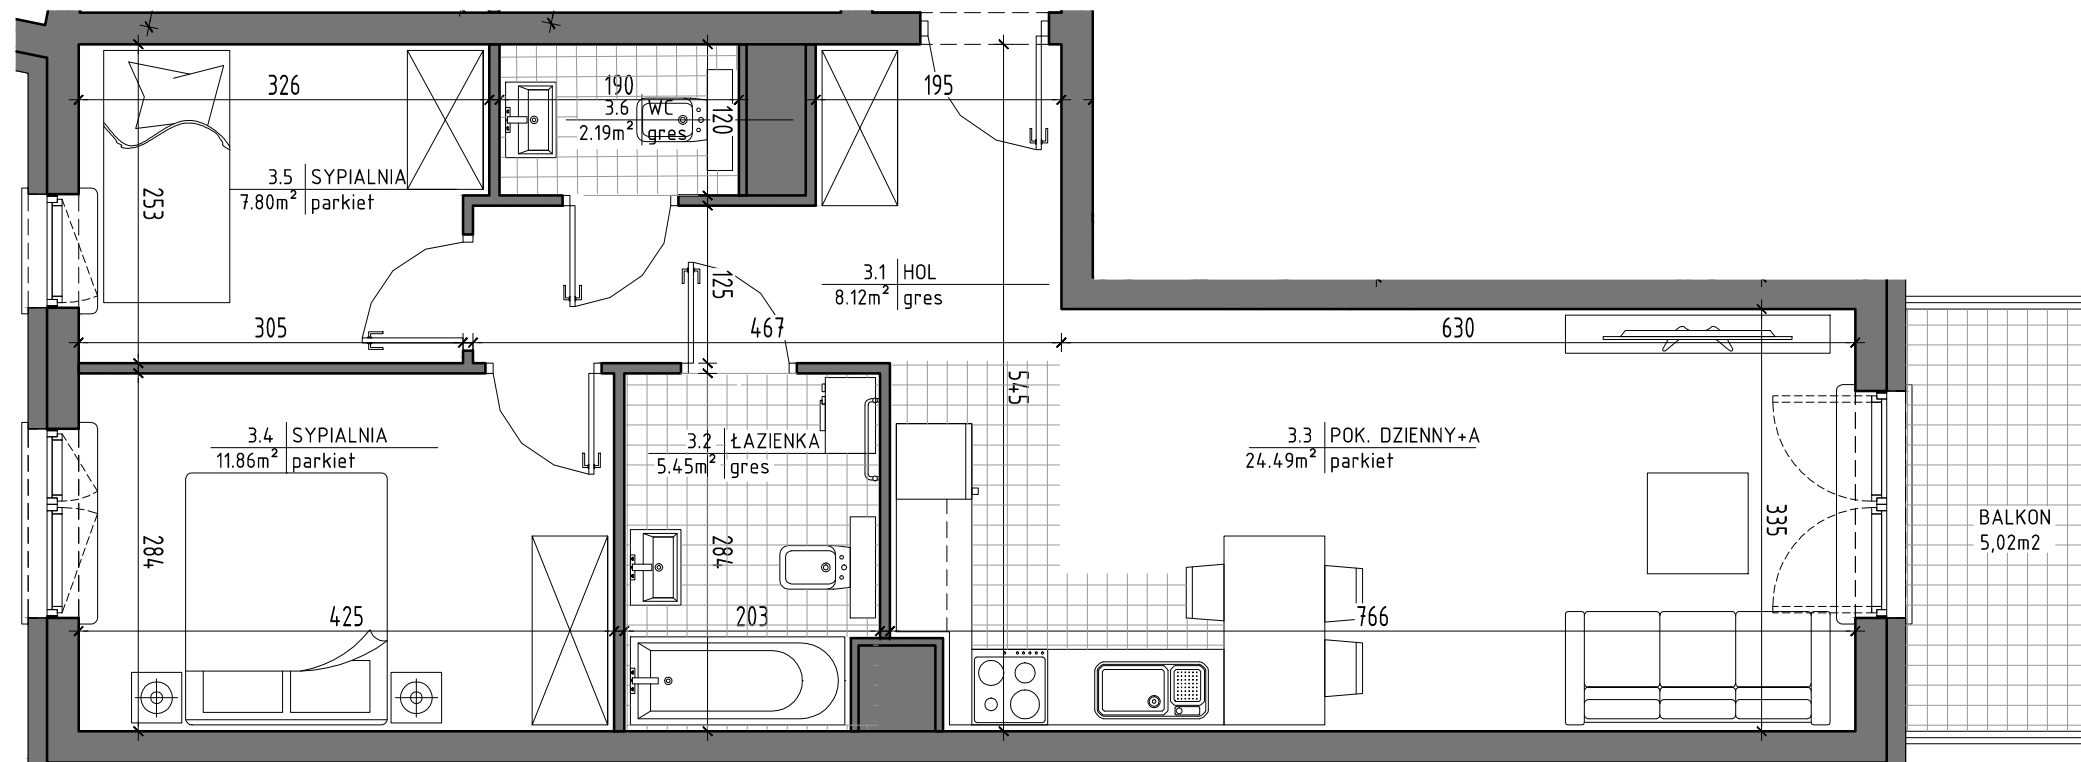 326
190
195
3.6 WC
2.19m² gres
120
3.5 SYPIALNIA
7.80m² parkiet
253
3.1 HOL
8.12m² gres
125
305
467
630
545
3.4 SYPIALNIA
11.86m² parkiet
3.2 ŁAZIENKA
5.45m² gres
3.3 POK. DZIENNY+A
24.49m² parkiet
335
BALKON
5,02m2
284
284
425
203
766